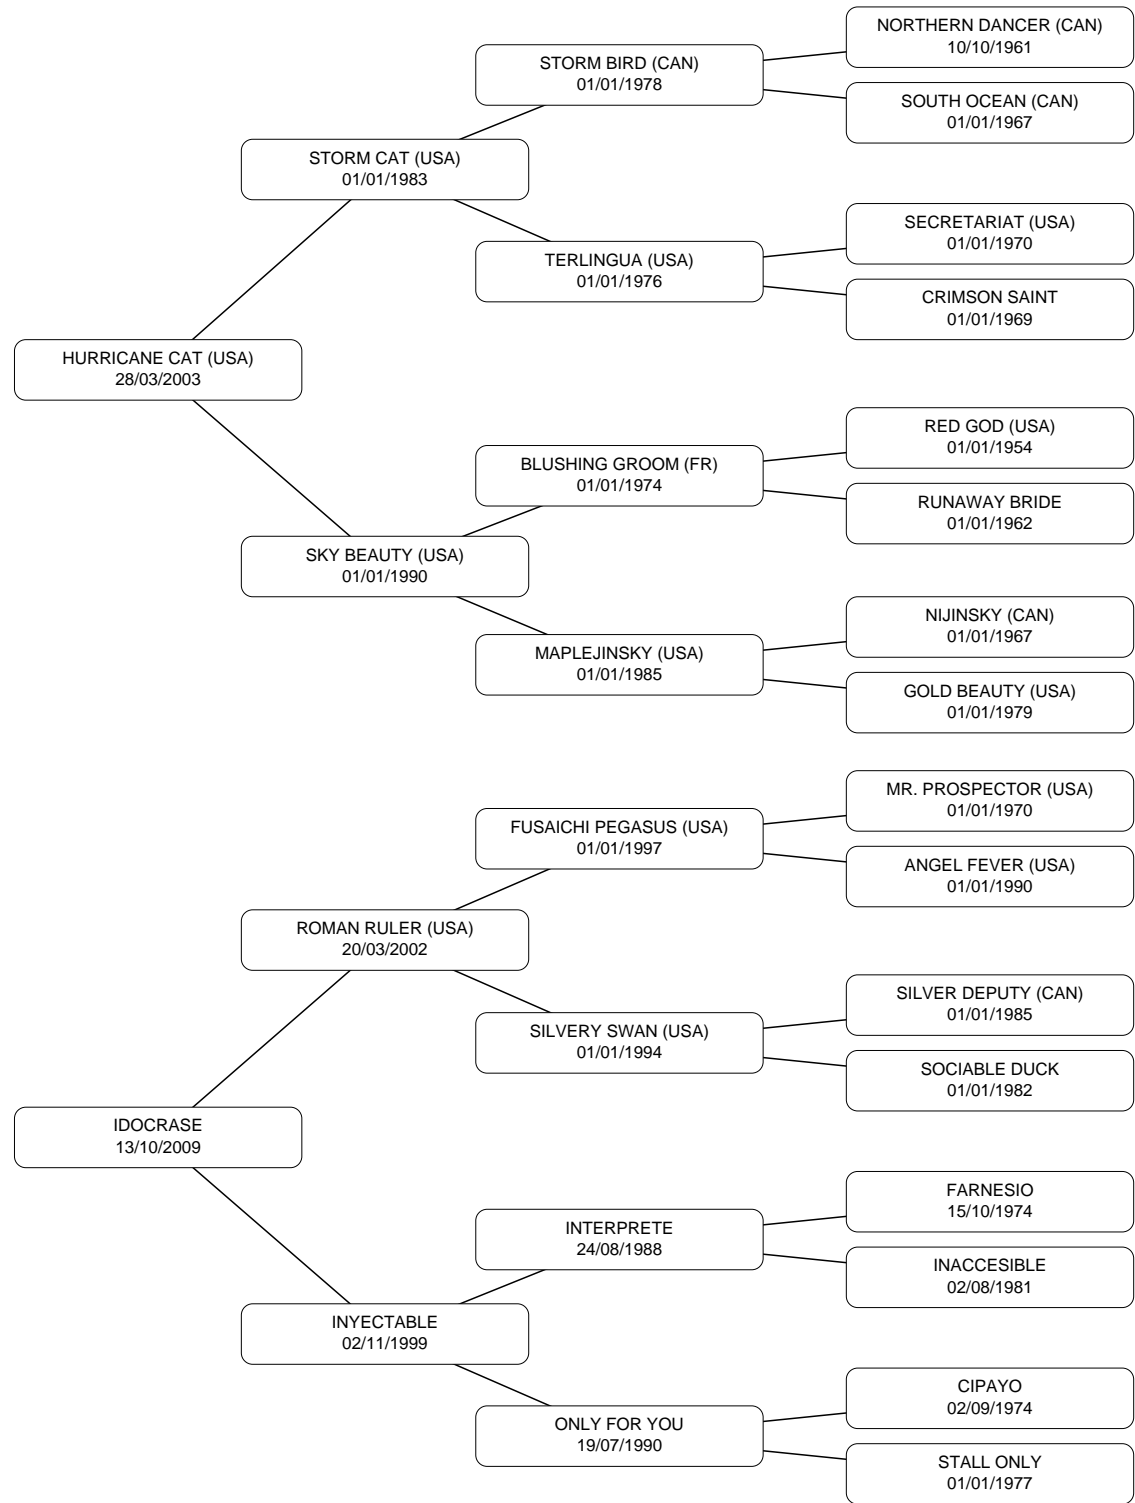 NORTHERN DANCER (CAN)
10/10/1961
STORM BIRD (CAN)
01/01/1978
SOUTH OCEAN (CAN)
01/01/1967
STORM CAT (USA)
01/01/1983
SECRETARIAT (USA)
01/01/1970
TERLINGUA (USA)
01/01/1976
CRIMSON SAINT
01/01/1969
HURRICANE CAT (USA)
28/03/2003
RED GOD (USA)
01/01/1954
BLUSHING GROOM (FR)
01/01/1974
RUNAWAY BRIDE
01/01/1962
SKY BEAUTY (USA)
01/01/1990
NIJINSKY (CAN)
01/01/1967
MAPLEJINSKY (USA)
01/01/1985
GOLD BEAUTY (USA)
01/01/1979
MR. PROSPECTOR (USA)
01/01/1970
FUSAICHI PEGASUS (USA)
01/01/1997
ANGEL FEVER (USA)
01/01/1990
ROMAN RULER (USA)
20/03/2002
SILVER DEPUTY (CAN)
01/01/1985
SILVERY SWAN (USA)
01/01/1994
SOCIABLE DUCK
01/01/1982
IDOCRASE
13/10/2009
FARNESIO
15/10/1974
INTERPRETE
24/08/1988
INACCESIBLE
02/08/1981
INYECTABLE
02/11/1999
CIPAYO
02/09/1974
ONLY FOR YOU
19/07/1990
STALL ONLY
01/01/1977